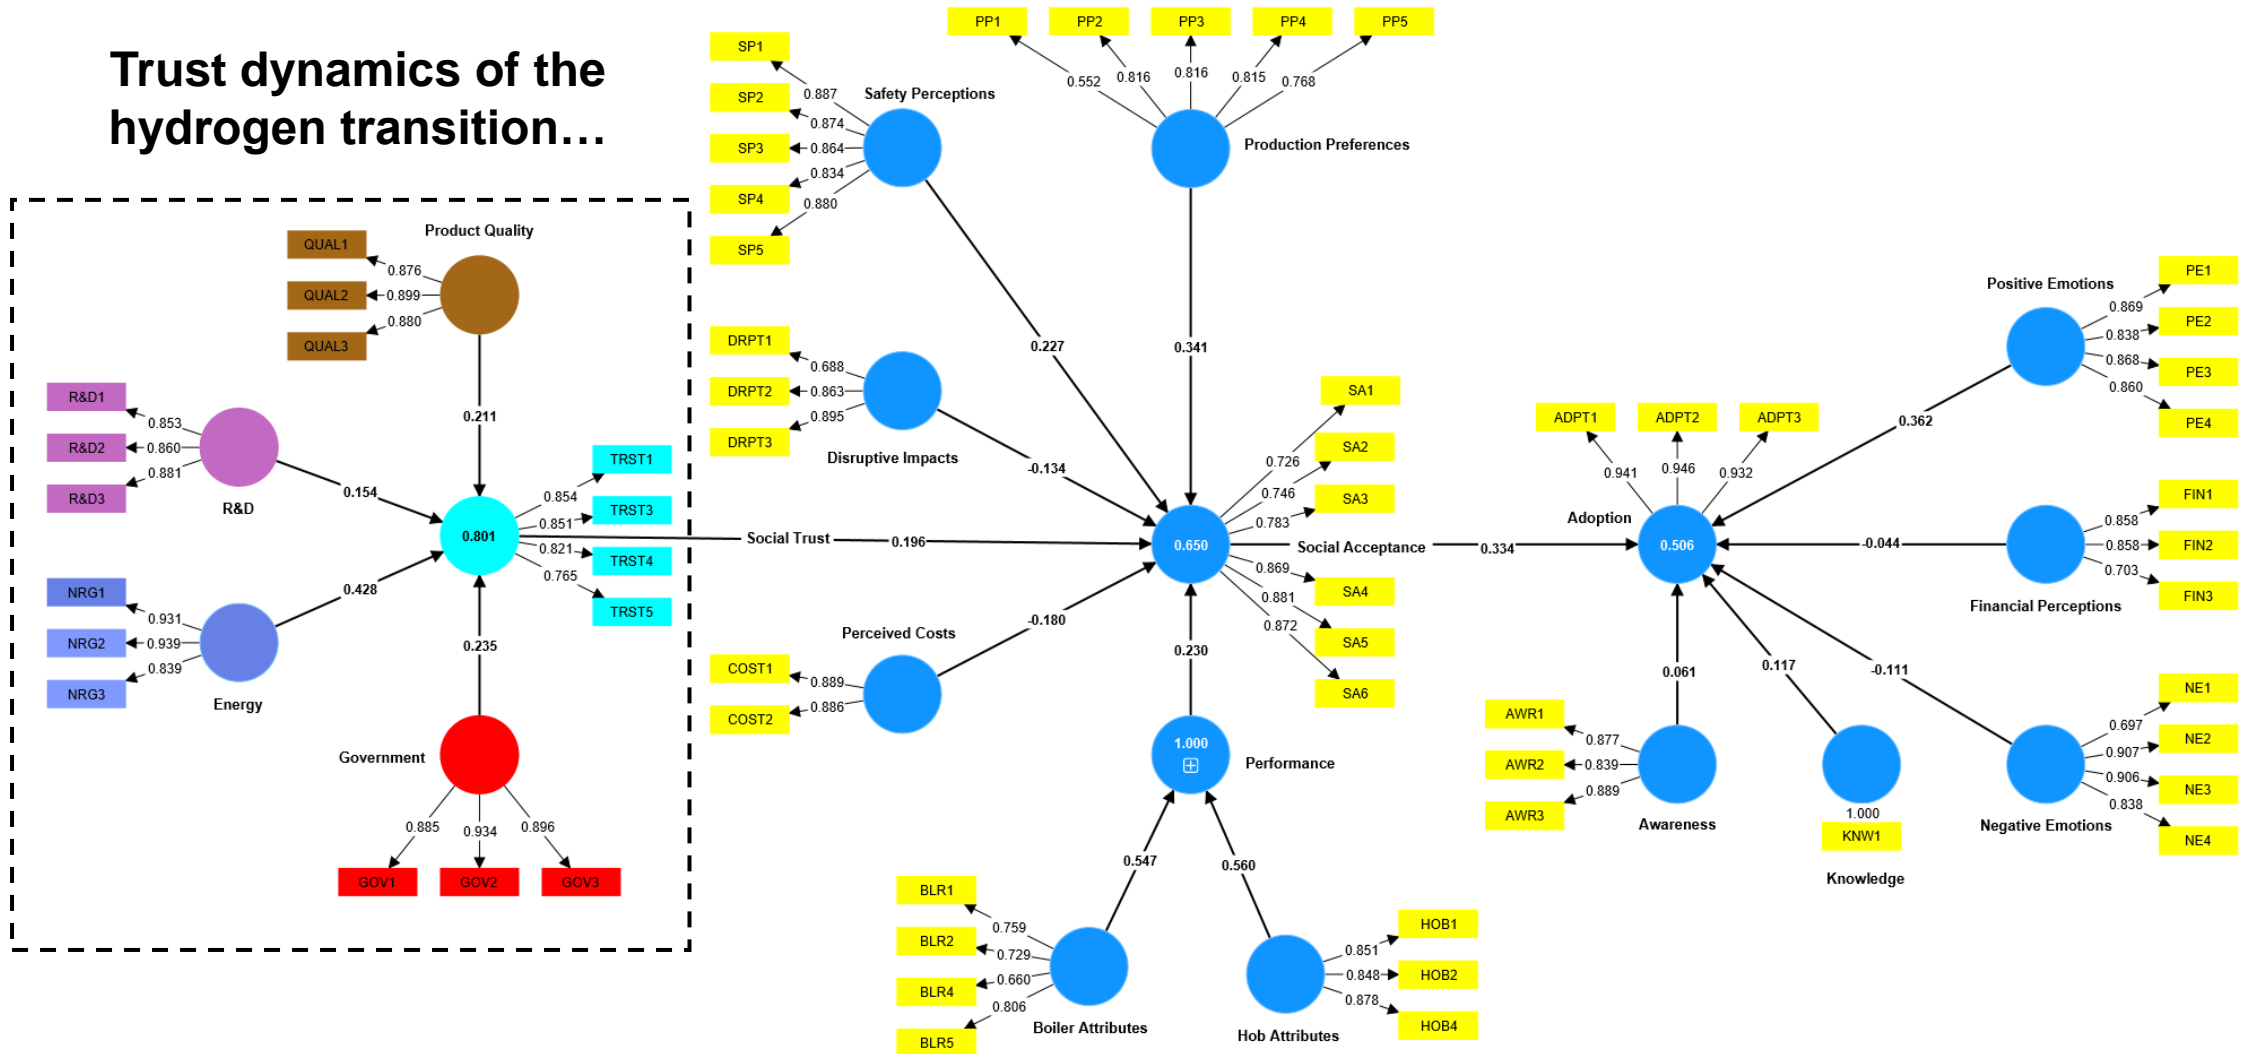 Trust dynamics of the
hydrogen transition…
Product Quality
QUAL1
QUAL2
QUAL3
0.876
0.899
0.880
0.211
R&D1
R&D2
R&D3
0.853
0.860
0.881
R&D
0.154
NRG1
NRG2
NRG3
0.931
0.939
0.839
Energy
0.428
0.801
TRST1
TRST3
TRST4
TRST5
0.854
0.851
0.821
0.765
0.235
Government
0.885
0.934
0.896
GOV1
GOV2
GOV3
Social Trust
0.196
SP1
SP2
SP3
SP4
SP5
0.887
0.874
0.864
0.834
0.880
Safety Perceptions
0.227
PP1
PP2
PP3
PP4
PP5
0.552
0.816
0.816
0.815
0.768
Production Preferences
0.341
DRPT1
DRPT2
DRPT3
0.688
0.863
0.895
Disruptive Impacts
-0.134
Perceived Costs
COST1
COST2
0.889
0.886
-0.180
0.650
SA1
SA2
SA3
SA4
SA5
SA6
0.726
0.746
0.783
0.869
0.881
0.872
Social Acceptance
0.334
0.230
1.000
Performance
0.547
0.560
BLR1
BLR2
BLR4
BLR5
0.759
0.729
0.660
0.806
Boiler Attributes
HOB1
HOB2
HOB4
0.851
0.848
0.878
Hob Attributes
ADPT1
ADPT2
ADPT3
0.941
0.946
0.932
Adoption
0.506
Positive Emotions
PE1
PE2
PE3
PE4
0.869
0.838
0.868
0.860
0.362
FIN1
FIN2
FIN3
0.858
0.858
0.703
Financial Perceptions
-0.044
NE1
NE2
NE3
NE4
0.697
0.907
0.906
0.838
Negative Emotions
-0.111
0.117
1.000
KNW1
Knowledge
0.061
AWR1
AWR2
AWR3
0.877
0.839
0.889
Awareness